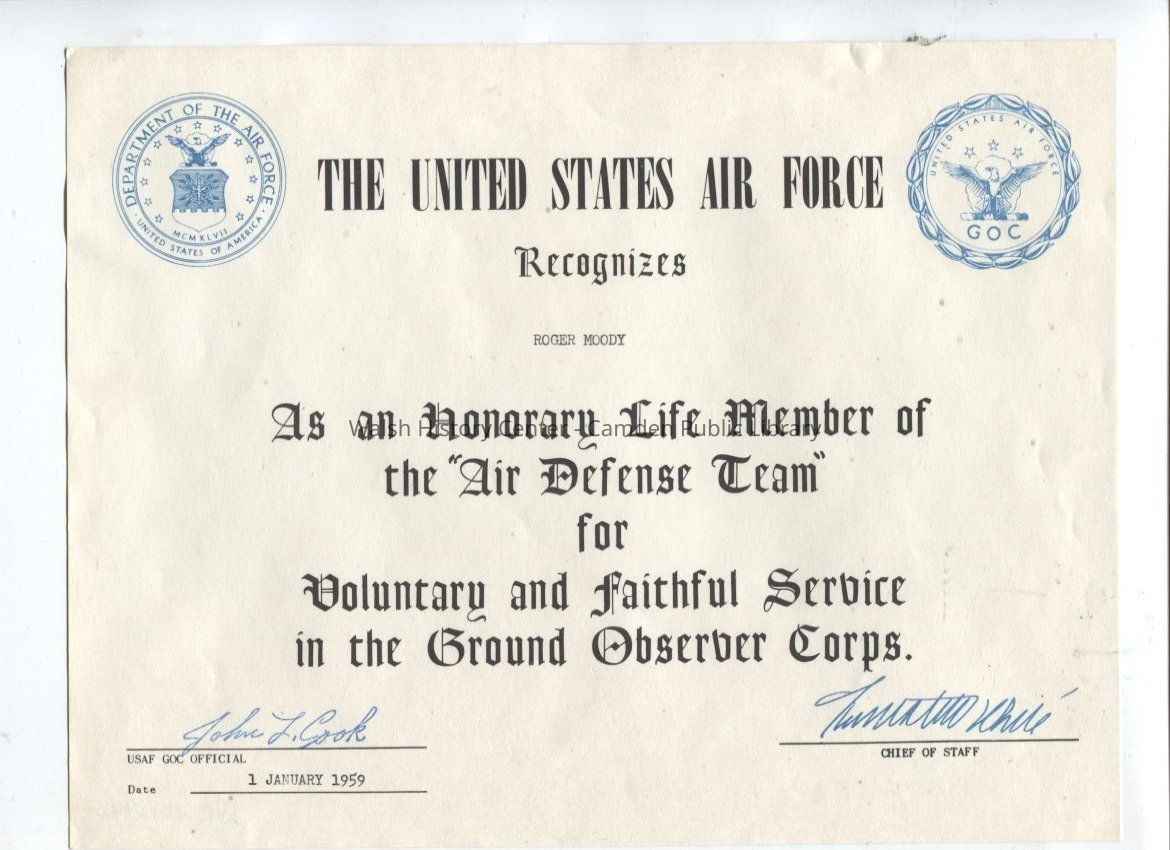 DEPARTMENT OF THE AIR FORCE
MCMXLVII
UNITED STATES OF AMERICA
UNITED STATES AIR FORCE
GOC
THE UNITED STATES AIR FORCE
Recognizes
ROGER MOODY
As an Honorary Life Member of
Walsh History Center - Camden Public Library
the "Air Defense Team"
for
Voluntary and Faithful Service
in the Ground Observer Corps.
John L. Cook
USAF GOC OFFICIAL
CHIEF OF STAFF
Date 1 JANUARY 1959